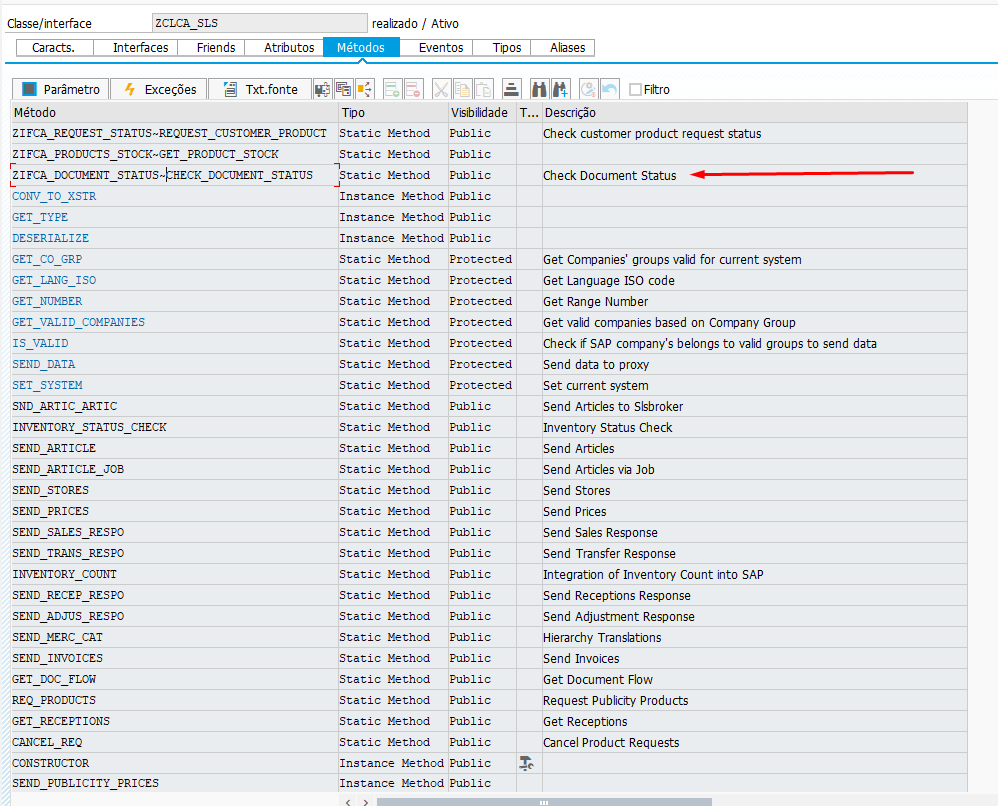 Classe/interface ZCLCA_SLS realizado / Ativo
Caracts. Interfaces Friends Atributos Métodos Eventos Tipos Aliases
Parâmetro Exceções Txt.fonte Filtro
Método Tipo Visibilidade T... Descrição
ZIFCA_REQUEST_STATUS~REQUEST_CUSTOMER_PRODUCT Static Method Public Check customer product request status
ZIFCA_PRODUCTS_STOCK~GET_PRODUCT_STOCK Static Method Public
ZIFCA_DOCUMENT_STATUS~CHECK_DOCUMENT_STATUS Static Method Public Check Document Status
CONV_TO_XSTR Instance Method Public
GET_TYPE Instance Method Public
DESERIALIZE Instance Method Public
GET_CO_GRP Static Method Protected Get Companies' groups valid for current system
GET_LANG_ISO Static Method Protected Get Language ISO code
GET_NUMBER Static Method Protected Get Range Number
GET_VALID_COMPANIES Static Method Protected Get valid companies based on Company Group
IS_VALID Static Method Protected Check if SAP company's belongs to valid groups to send data
SEND_DATA Static Method Protected Send data to proxy
SET_SYSTEM Static Method Protected Set current system
SND_ARTIC_ARTIC Static Method Public Send Articles to Slsbroker
INVENTORY_STATUS_CHECK Static Method Public Inventory Status Check
SEND_ARTICLE Static Method Public Send Articles
SEND_ARTICLE_JOB Static Method Public Send Articles via Job
SEND_STORES Static Method Public Send Stores
SEND_PRICES Static Method Public Send Prices
SEND_SALES_RESPO Static Method Public Send Sales Response
SEND_TRANS_RESPO Static Method Public Send Transfer Response
INVENTORY_COUNT Static Method Public Integration of Inventory Count into SAP
SEND_RECEP_RESPO Static Method Public Send Receptions Response
SEND_ADJUS_RESPO Static Method Public Send Adjustment Response
SEND_MERC_CAT Static Method Public Hierarchy Translations
SEND_INVOICES Static Method Public Send Invoices
GET_DOC_FLOW Static Method Public Get Document Flow
REQ_PRODUCTS Static Method Public Request Publicity Products
GET_RECEPTIONS Static Method Public Get Receptions
CANCEL_REQ Static Method Public Cancel Product Requests
CONSTRUCTOR Instance Method Public
SEND_PUBLICITY_PRICES Instance Method Public